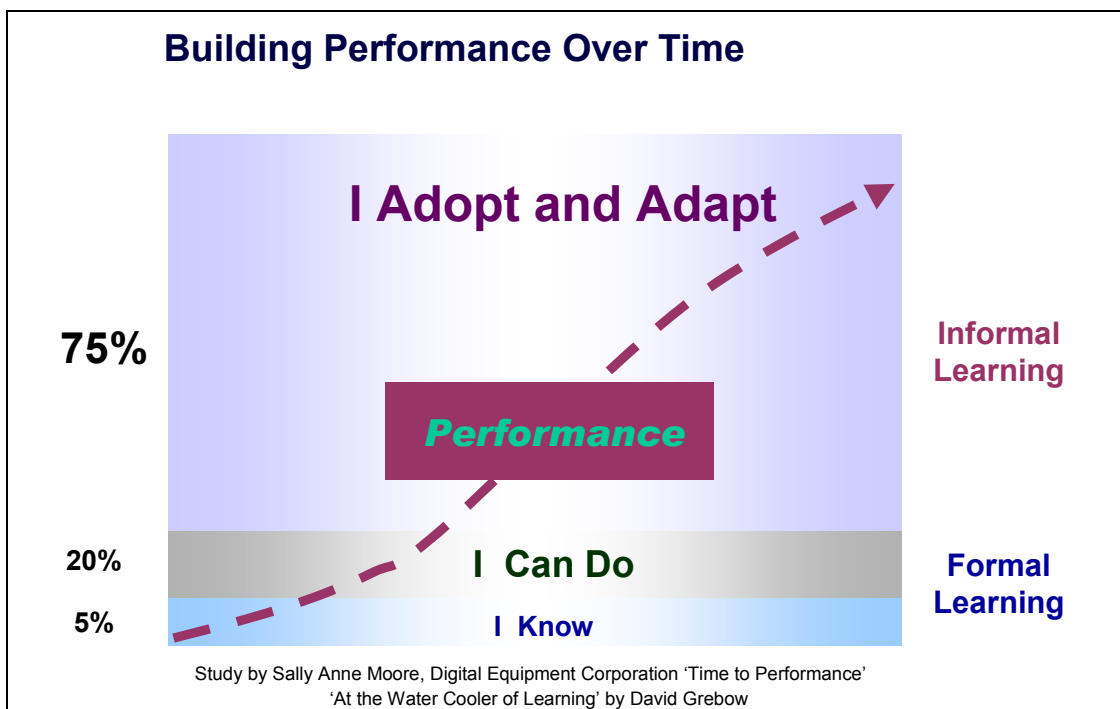 Building Performance Over Time
I Adopt and Adapt
75%
Informal
Learning
Performance
20%
I Can Do
Formal
Learning
5%
I Know
Study by Sally Anne Moore, Digital Equipment Corporation ‘Time to Performance’
‘At the Water Cooler of Learning’ by David Grebow